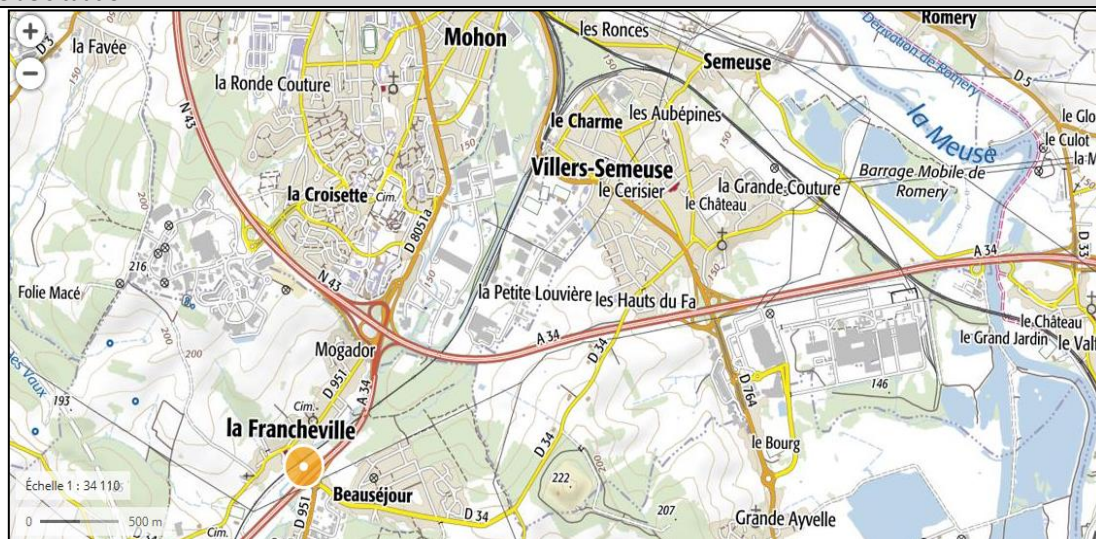 Romery
les Ronces
D 3
la Favée
150
Mohon
Semeuse
Dérivation de Romery
D 5
N 43
la Ronde Couture
les Aubépines
le Charme
la Meuse
le Culot
Villers-Semeuse
Barrage Mobile de
Romery
la Croisette
Cim.
le Cerisier
la Grande Couture
le Château
200
D 8051a
150
D 33
A 34
216
Folie Macé
N 43
la Petite Louvière
les Hauts du Fa
A 34
le Château
le Grand Jardin
Mogador
D 34
D 951
A 34
D 764
146
193
Cim.
la Francheville
le Bourg
222
200
Échelle 1 : 34 110
Beauséjour
D 34
207
0
500 m
D 951
Grande Ayvelle
Cim.